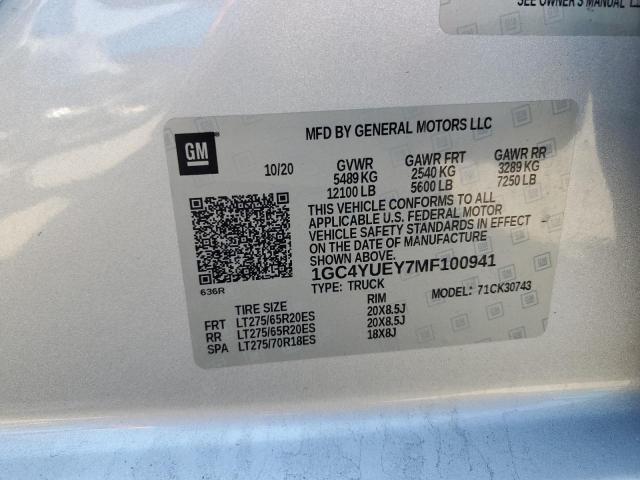 SEE OWNER'S MANUAL
MFD BY GENERAL MOTORS LLC
GM
10/20
GVWR GAWR FRT GAWR RR
5489 KG 2540 KG 3289 KG
12100 LB 5600 LB 7250 LB
THIS VEHICLE CONFORMS TO ALL
APPLICABLE U.S. FEDERAL MOTOR
VEHICLE SAFETY STANDARDS IN EFFECT
ON THE DATE OF MANUFACTURE
SHOWN ABOVE.
1GC4YUEY7MF100941
TYPE: TRUCK MODEL: 71CK30743
636R
TIRE SIZE RIM
FRT LT275/65R20ES 20X8.5J
RR LT275/65R20ES 20X8.5J
SPA LT275/70R18ES 18X8J